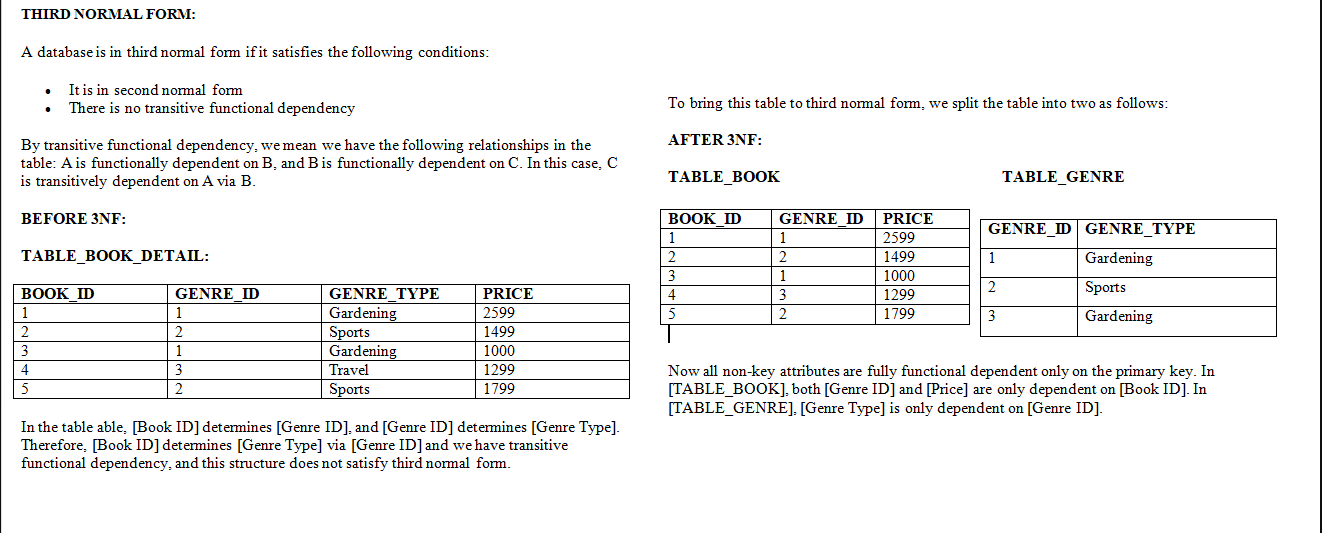 THIRD NORMAL FORM:
A database is in third normal form if it satisfies the following conditions:
• It is in second normal form
• There is no transitive functional dependency
By transitive functional dependency, we mean we have the following relationships in the
table: A is functionally dependent on B, and B is functionally dependent on C. In this case, C
is transitively dependent on A via B.
BEFORE 3NF:
TABLE_BOOK_DETAIL:
BOOK_ID GENRE_ID GENRE_TYPE PRICE
1 1 Gardening 2599
2 2 Sports 1499
3 1 Gardening 1000
4 3 Travel 1299
5 2 Sports 1799
In the table able, [Book ID] determines [Genre ID], and [Genre ID] determines [Genre Type].
Therefore, [Book ID] determines [Genre Type] via [Genre ID] and we have transitive
functional dependency, and this structure does not satisfy third normal form.
To bring this table to third normal form, we split the table into two as follows:
AFTER 3NF:
TABLE_BOOK
BOOK_ID GENRE_ID PRICE
1 1 2599
2 2 1499
3 1 1000
4 3 1299
5 2 1799
TABLE_GENRE
GENRE_ID GENRE_TYPE
1 Gardening
2 Sports
3 Gardening
Now all non-key attributes are fully functional dependent only on the primary key. In
[TABLE_BOOK], both [Genre ID] and [Price] are only dependent on [Book ID]. In
[TABLE_GENRE], [Genre Type] is only dependent on [Genre ID].